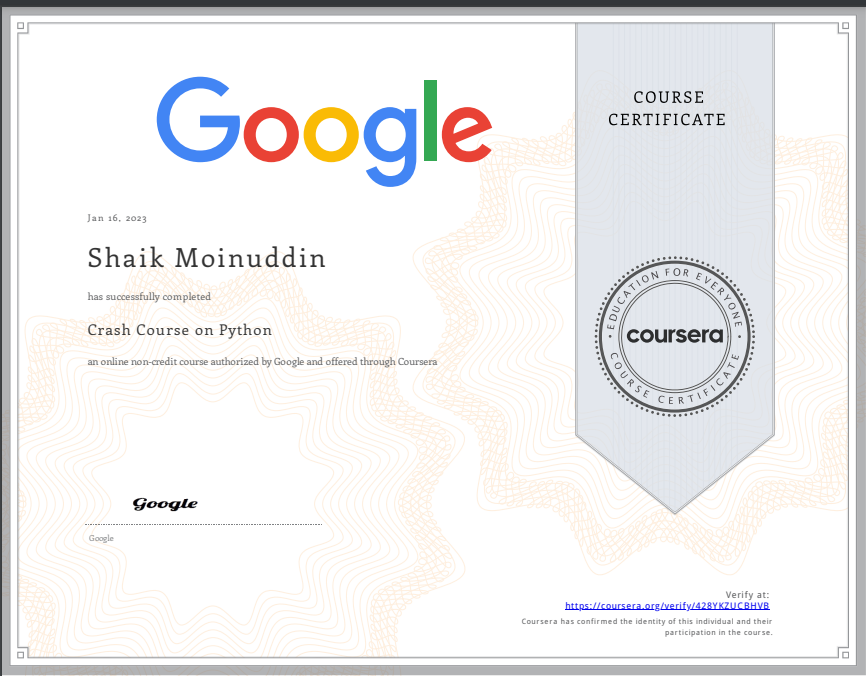 Google
COURSE
CERTIFICATE
Jan 16, 2023
Shaik Moinuddin
has successfully completed
Crash Course on Python
an online non-credit course authorized by Google and offered through Coursera
EDUCATION FOR EVERYONE
coursera
COURSE CERTIFICATE
Google
Google
Verify at:
https://coursera.org/verify/428YKZUCBHVB
Coursera has confirmed the identity of this individual and their
participation in the course.